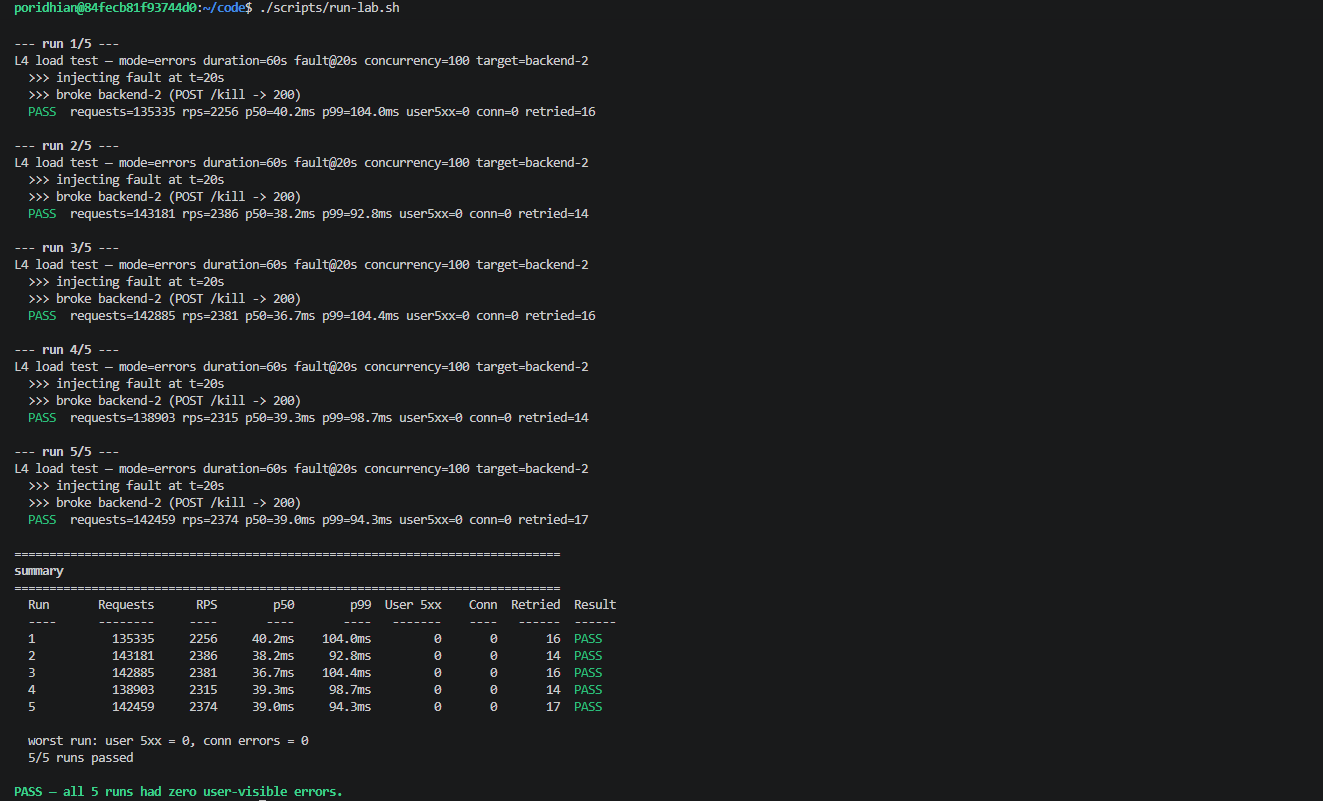 poridhian@84fecb81f93744d0:~/code$ ./scripts/run-lab.sh
--- run 1/5 ---
L4 load test — mode=errors duration=60s fault@20s concurrency=100 target=backend-2
>>> injecting fault at t=20s
>>> broke backend-2 (POST /kill -> 200)
PASS requests=135335 rps=2256 p50=40.2ms p99=104.0ms user5xx=0 conn=0 retried=16
--- run 2/5 ---
L4 load test — mode=errors duration=60s fault@20s concurrency=100 target=backend-2
>>> injecting fault at t=20s
>>> broke backend-2 (POST /kill -> 200)
PASS requests=143181 rps=2386 p50=38.2ms p99=92.8ms user5xx=0 conn=0 retried=14
--- run 3/5 ---
L4 load test — mode=errors duration=60s fault@20s concurrency=100 target=backend-2
>>> injecting fault at t=20s
>>> broke backend-2 (POST /kill -> 200)
PASS requests=142885 rps=2381 p50=36.7ms p99=104.4ms user5xx=0 conn=0 retried=16
--- run 4/5 ---
L4 load test — mode=errors duration=60s fault@20s concurrency=100 target=backend-2
>>> injecting fault at t=20s
>>> broke backend-2 (POST /kill -> 200)
PASS requests=138903 rps=2315 p50=39.3ms p99=98.7ms user5xx=0 conn=0 retried=14
--- run 5/5 ---
L4 load test — mode=errors duration=60s fault@20s concurrency=100 target=backend-2
>>> injecting fault at t=20s
>>> broke backend-2 (POST /kill -> 200)
PASS requests=142459 rps=2374 p50=39.0ms p99=94.3ms user5xx=0 conn=0 retried=17
==============================================================================
summary
==============================================================================
Run Requests RPS p50 p99 User 5xx Conn Retried Result
---- -------- ---- ---- ---- ------- ---- ------ ------
1 135335 2256 40.2ms 104.0ms 0 0 16 PASS
2 143181 2386 38.2ms 92.8ms 0 0 14 PASS
3 142885 2381 36.7ms 104.4ms 0 0 16 PASS
4 138903 2315 39.3ms 98.7ms 0 0 14 PASS
5 142459 2374 39.0ms 94.3ms 0 0 17 PASS
worst run: user 5xx = 0, conn errors = 0
5/5 runs passed
PASS — all 5 runs had zero user-visible errors.